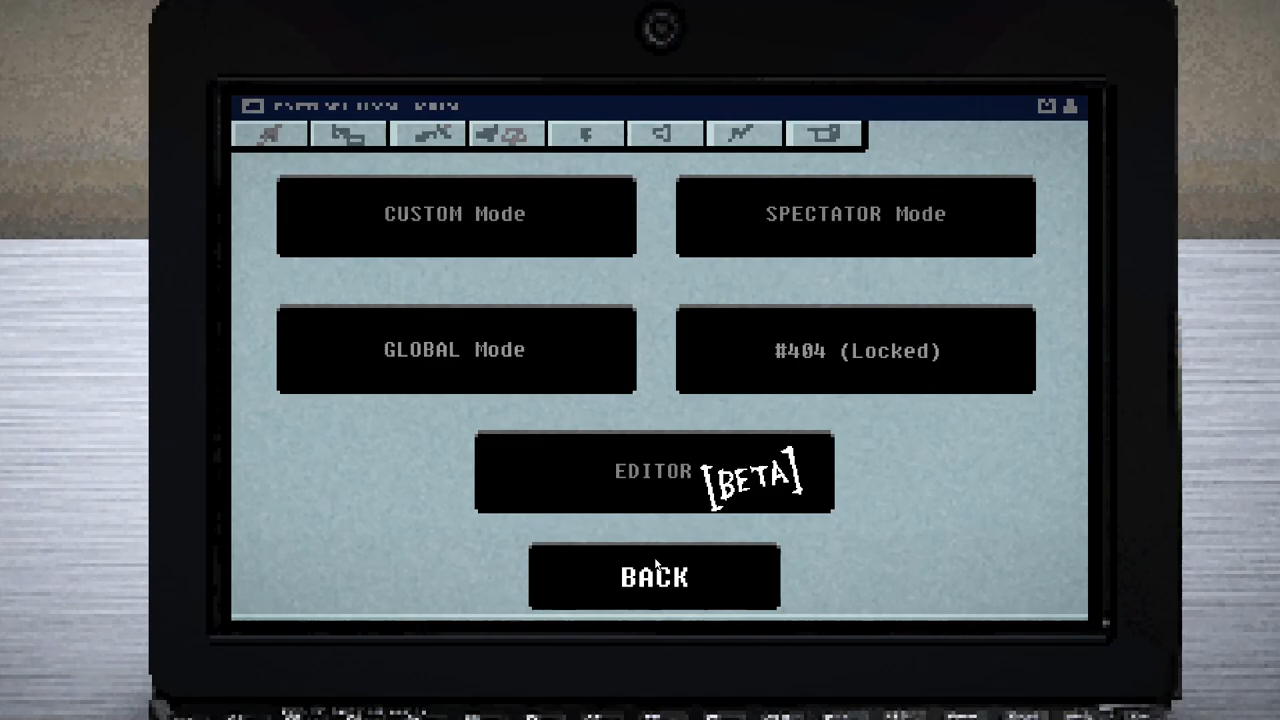 CUSTOM Mode
SPECTATOR Mode
GLOBAL Mode
#404 (Locked)
EDITOR [BETA]
BACK